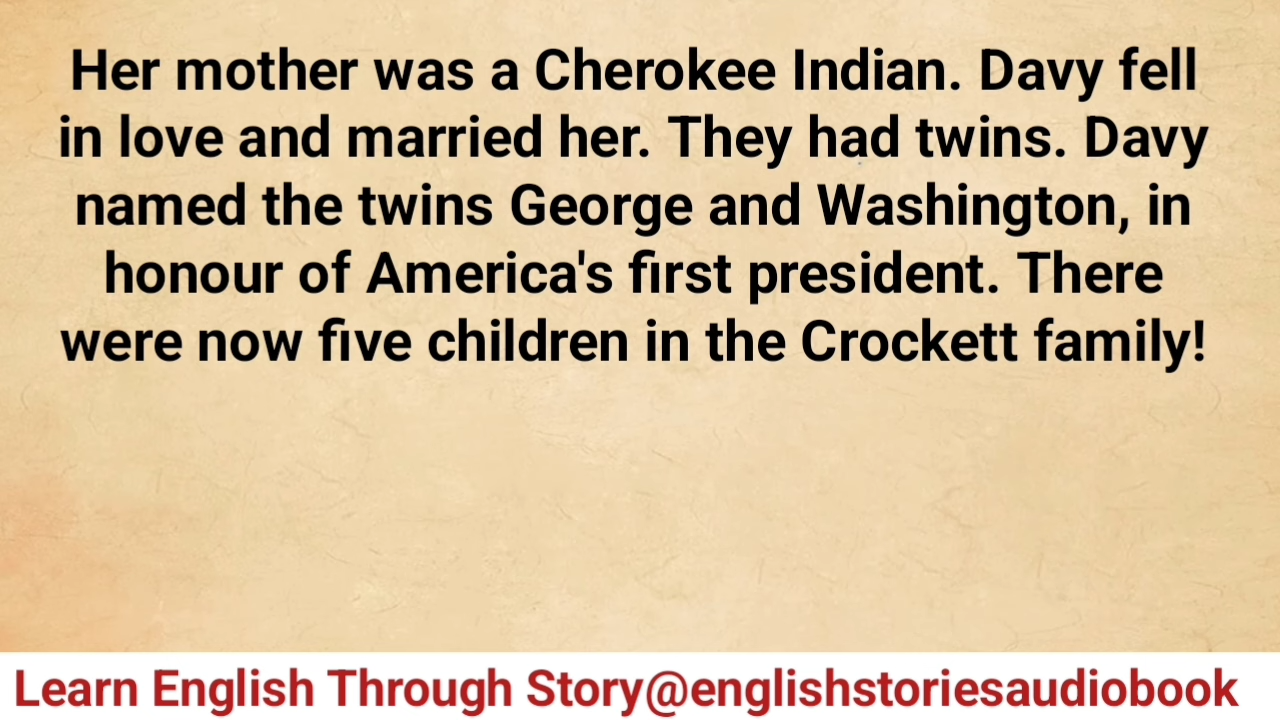 Her mother was a Cherokee Indian. Davy fell
in love and married her. They had twins. Davy
named the twins George and Washington, in
honour of America's first president. There
were now five children in the Crockett family!
Learn English Through Story@englishstoriesaudiobook